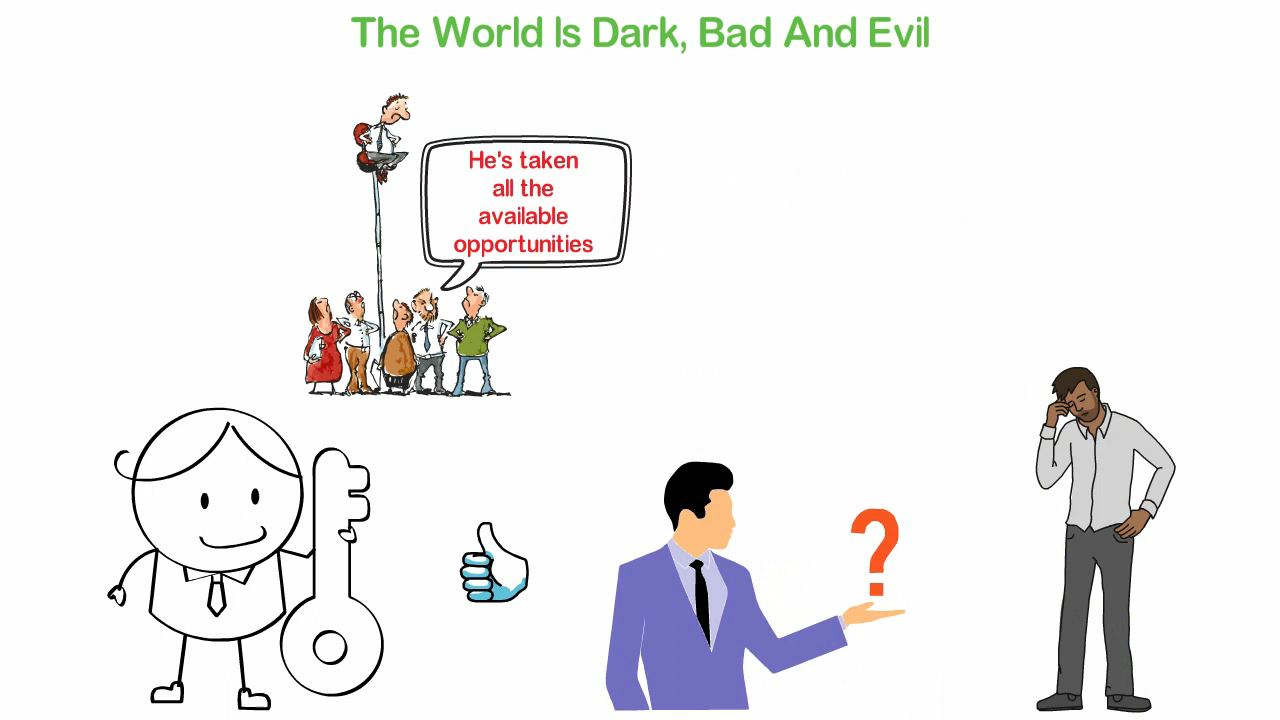 The World Is Dark, Bad And Evil
He's taken
all the
available
opportunities
?